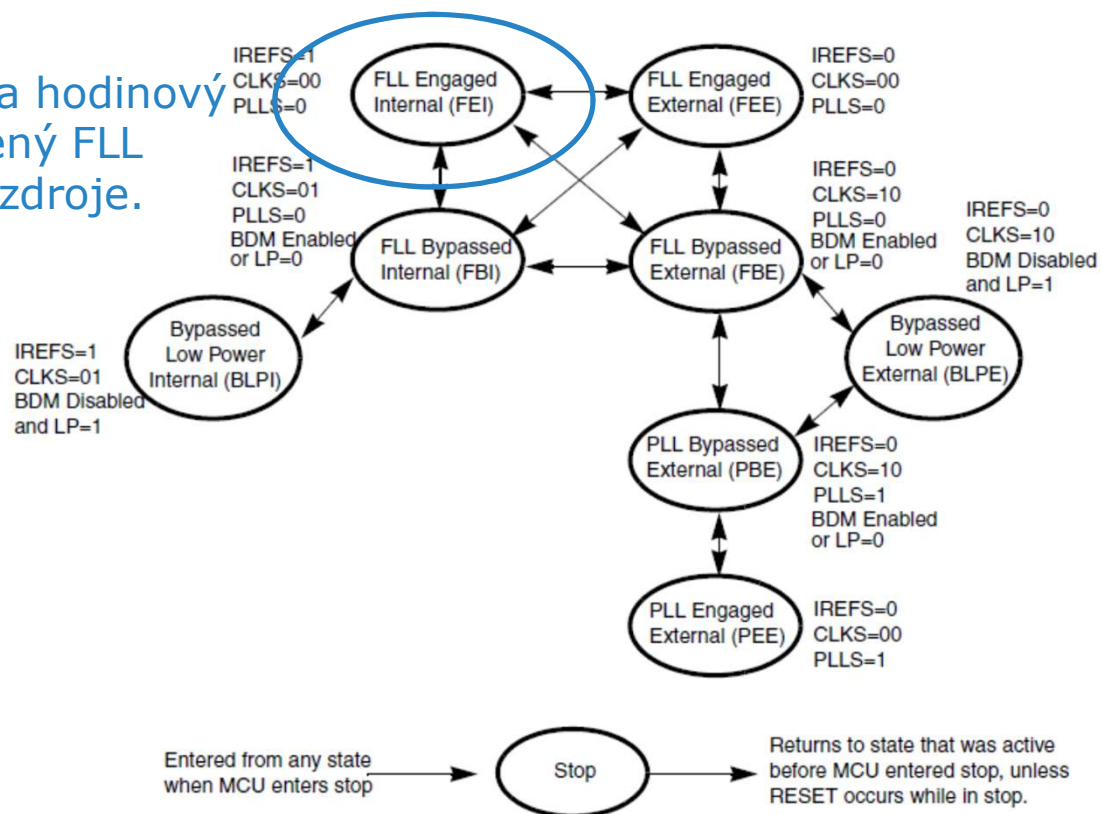 a hodinový
ený FLL
zdroje.
IREFS=1
CLKS=00
PLLS=0
FLL Engaged
Internal (FEI)
FLL Engaged
External (FEE)
IREFS=0
CLKS=00
PLLS=0
IREFS=1
CLKS=01
PLLS=0
BDM Enabled
or LP=0
FLL Bypassed
Internal (FBI)
FLL Bypassed
External (FBE)
IREFS=0
CLKS=10
PLLS=0
BDM Enabled
or LP=0
IREFS=0
CLKS=10
BDM Disabled
and LP=1
IREFS=1
CLKS=01
BDM Disabled
and LP=1
Bypassed
Low Power
Internal (BLPI)
Bypassed
Low Power
External (BLPE)
PLL Bypassed
External (PBE)
IREFS=0
CLKS=10
PLLS=1
BDM Enabled
or LP=0
PLL Engaged
External (PEE)
IREFS=0
CLKS=00
PLLS=1
Entered from any state
when MCU enters stop
Stop
Returns to state that was active
before MCU entered stop, unless
RESET occurs while in stop.